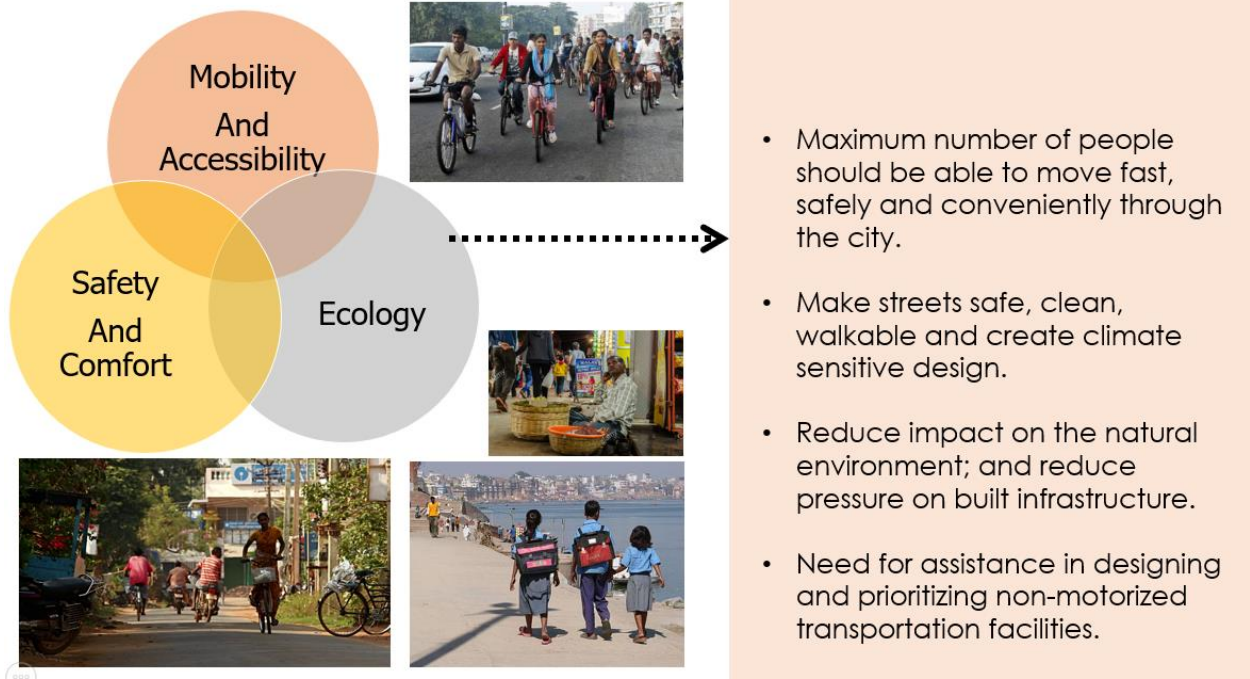 Mobility
And
Accessibility
Safety
And
Comfort
Ecology
• Maximum number of people
should be able to move fast,
safely and conveniently through
the city.
• Make streets safe, clean,
walkable and create climate
sensitive design.
• Reduce impact on the natural
environment; and reduce
pressure on built infrastructure.
• Need for assistance in designing
and prioritizing non-motorized
transportation facilities.